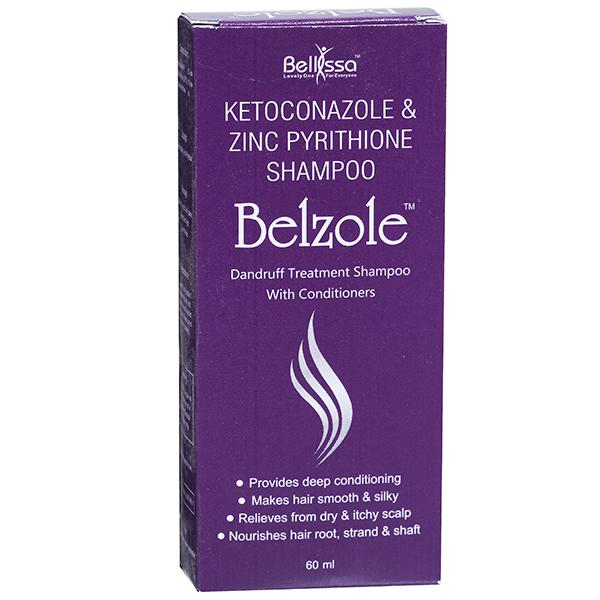 Bellissa™
Lovely One For Everyone
KETOCONAZOLE &
ZINC PYRITHIONE
SHAMPOO
Belzole™
Dandruff Treatment Shampoo
With Conditioners
• Provides deep conditioning
• Makes hair smooth & silky
• Relieves from dry & itchy scalp
• Nourishes hair root, strand & shaft
60 ml